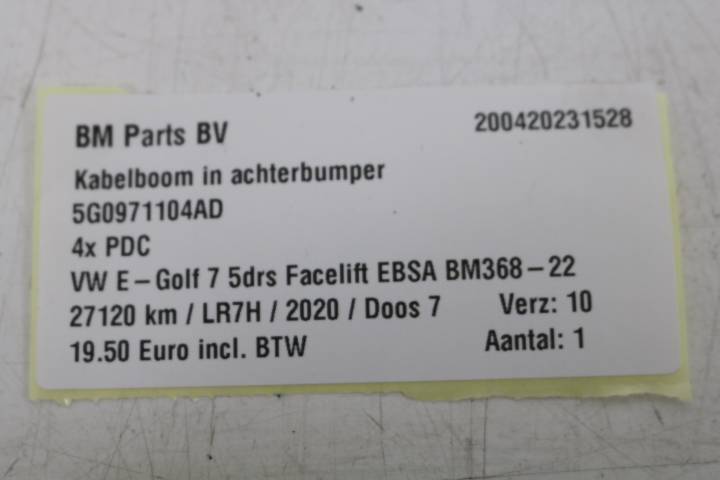 BM Parts BV 200420231528
Kabelboom in achterbumper
5G0971104AD
4x PDC
VW E-Golf 7 5drs Facelift EBSA BM368-22
27120 km / LR7H / 2020 / Doos 7 Verz: 10
19.50 Euro incl. BTW Aantal: 1